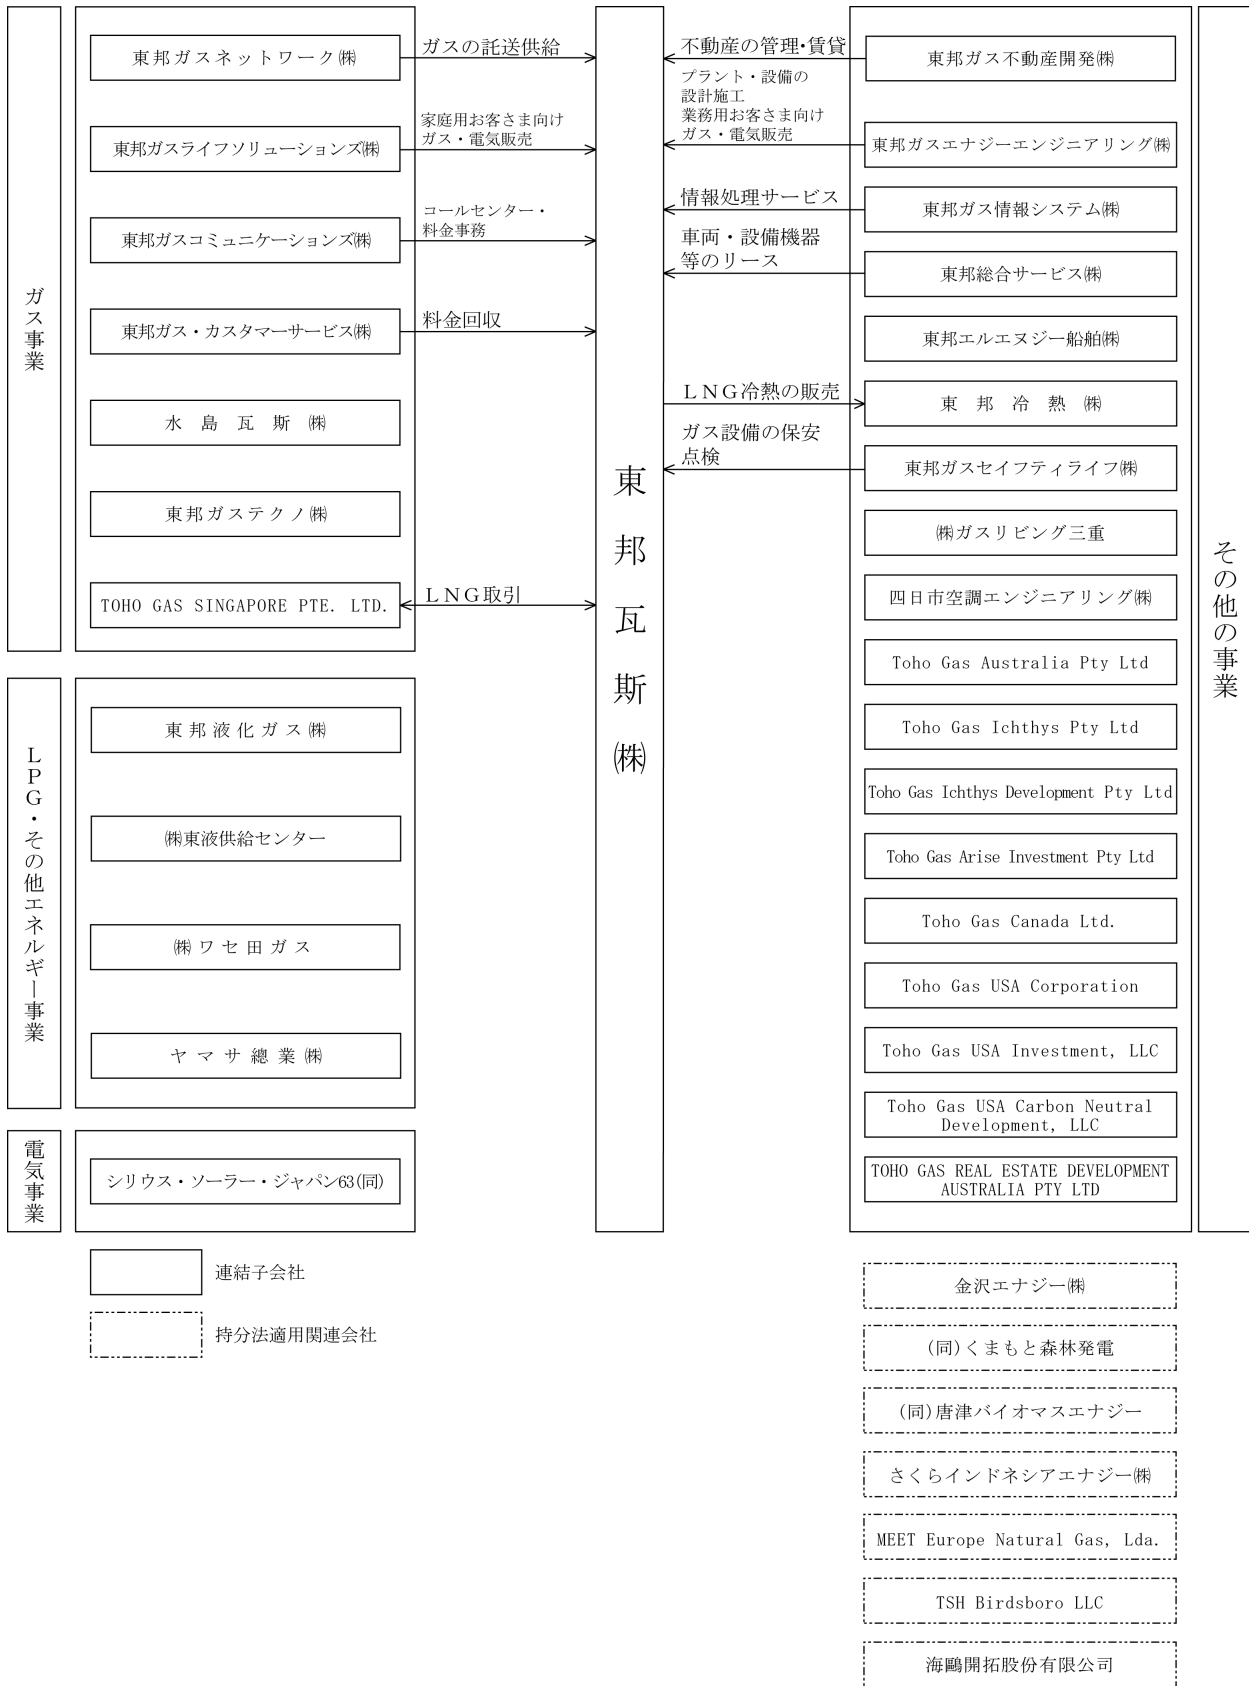 ガス事業
東邦ガスネットワーク㈱
ガスの託送供給
東邦ガスライフソリューションズ㈱
家庭用お客さま向け
ガス・電気販売
東邦ガスコミュニケーションズ㈱
コールセンター・
料金事務
東邦ガス・カスタマーサービス㈱
料金回収
水島瓦斯㈱
東邦ガステクノ㈱
TOHO GAS SINGAPORE PTE. LTD.
ＬＮＧ取引
LPG・その他エネルギー事業
東邦液化ガス㈱
㈱東液供給センター
㈱ワセ田ガス
ヤマサ總業㈱
電気事業
シリウス・ソーラー・ジャパン63(同)
連結子会社
持分法適用関連会社
東邦瓦斯㈱
不動産の管理・賃貸
東邦ガス不動産開発㈱
プラント・設備の
設計施工
業務用お客さま向け
ガス・電気販売
東邦ガスエナジーエンジニアリング㈱
情報処理サービス
東邦ガス情報システム㈱
車両・設備機器
等のリース
東邦総合サービス㈱
東邦エルエヌジー船舶㈱
ＬＮＧ冷熱の販売
東邦冷熱㈱
ガス設備の保安
点検
東邦ガスセイフティライフ㈱
㈱ガスリビング三重
四日市空調エンジニアリング㈱
Toho Gas Australia Pty Ltd
Toho Gas Ichthys Pty Ltd
Toho Gas Ichthys Development Pty Ltd
Toho Gas Arise Investment Pty Ltd
Toho Gas Canada Ltd.
Toho Gas USA Corporation
Toho Gas USA Investment, LLC
Toho Gas USA Carbon Neutral
Development, LLC
TOHO GAS REAL ESTATE DEVELOPMENT
AUSTRALIA PTY LTD
その他の事業
金沢エナジー㈱
(同)くまもと森林発電
(同)唐津バイオマスエナジー
さくらインドネシアエナジー㈱
MEET Europe Natural Gas, Lda.
TSH Birdsboro LLC
海鷗開拓股份有限公司